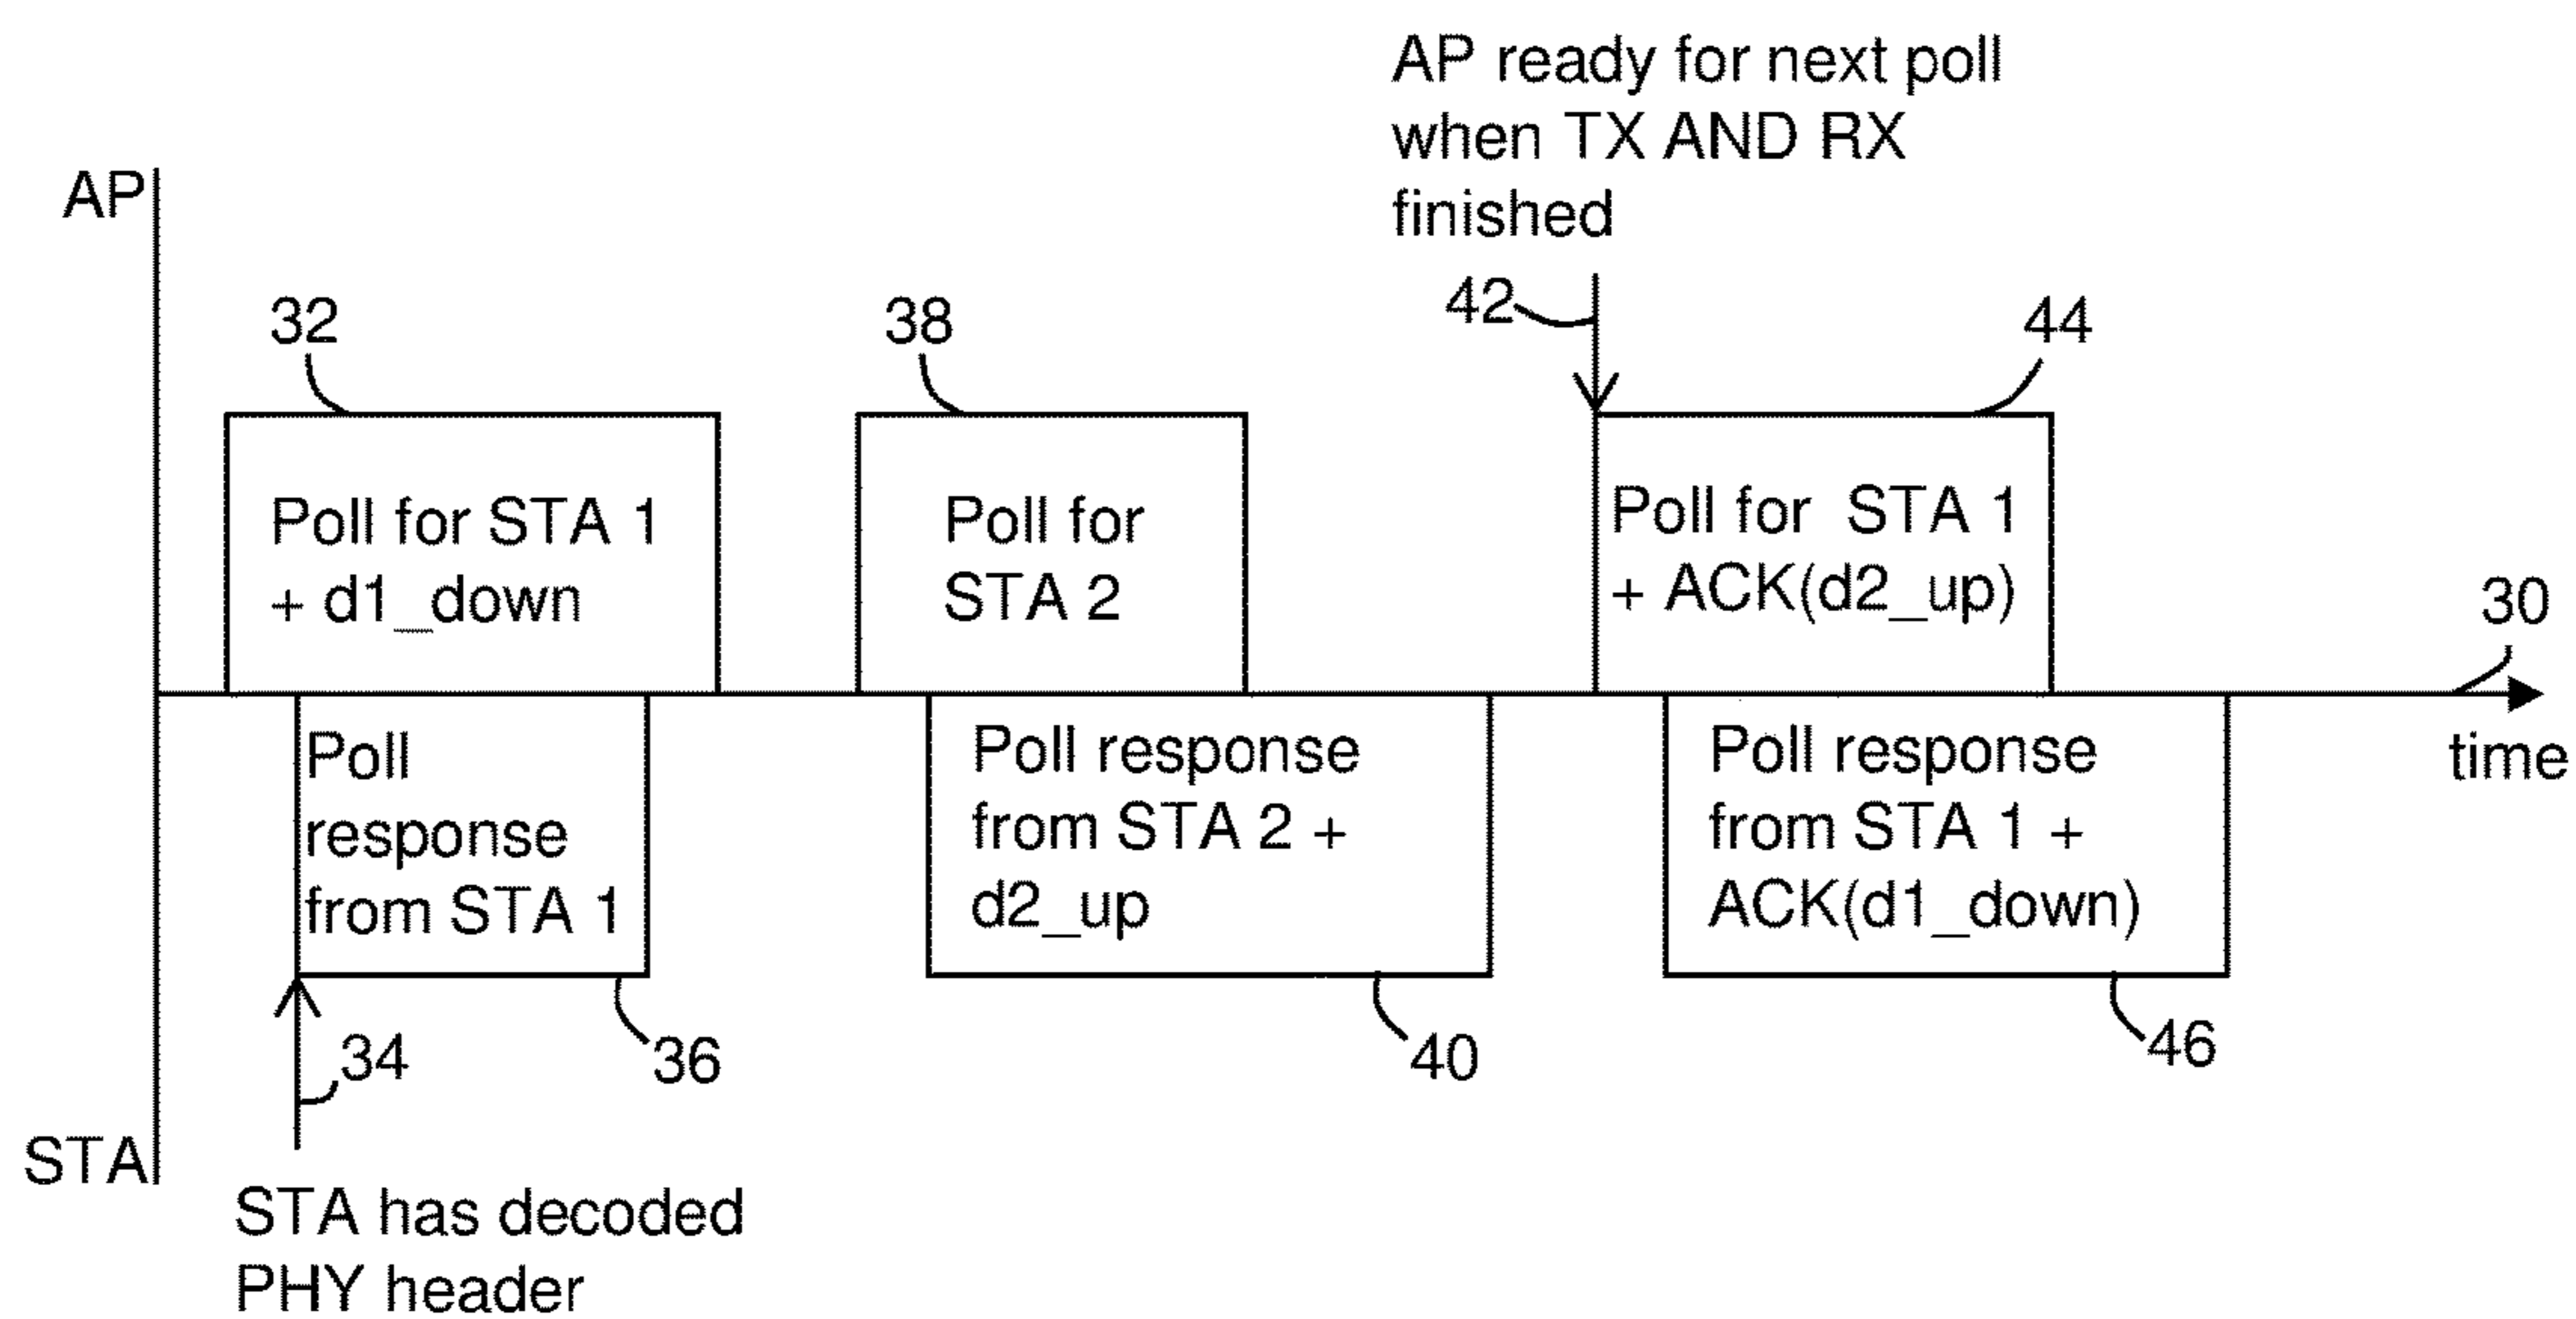 AP ready for next poll
when TX AND RX
finished
AP
42
32
38
44
Poll for STA 1
+ d1_down
Poll for
STA 2
Poll for STA 1
+ ACK(d2_up)
30
time
Poll
response
from STA 1
Poll response
from STA 2 +
d2_up
Poll response
from STA 1 +
ACK(d1_down)
34
36
40
46
STA
STA has decoded
PHY header